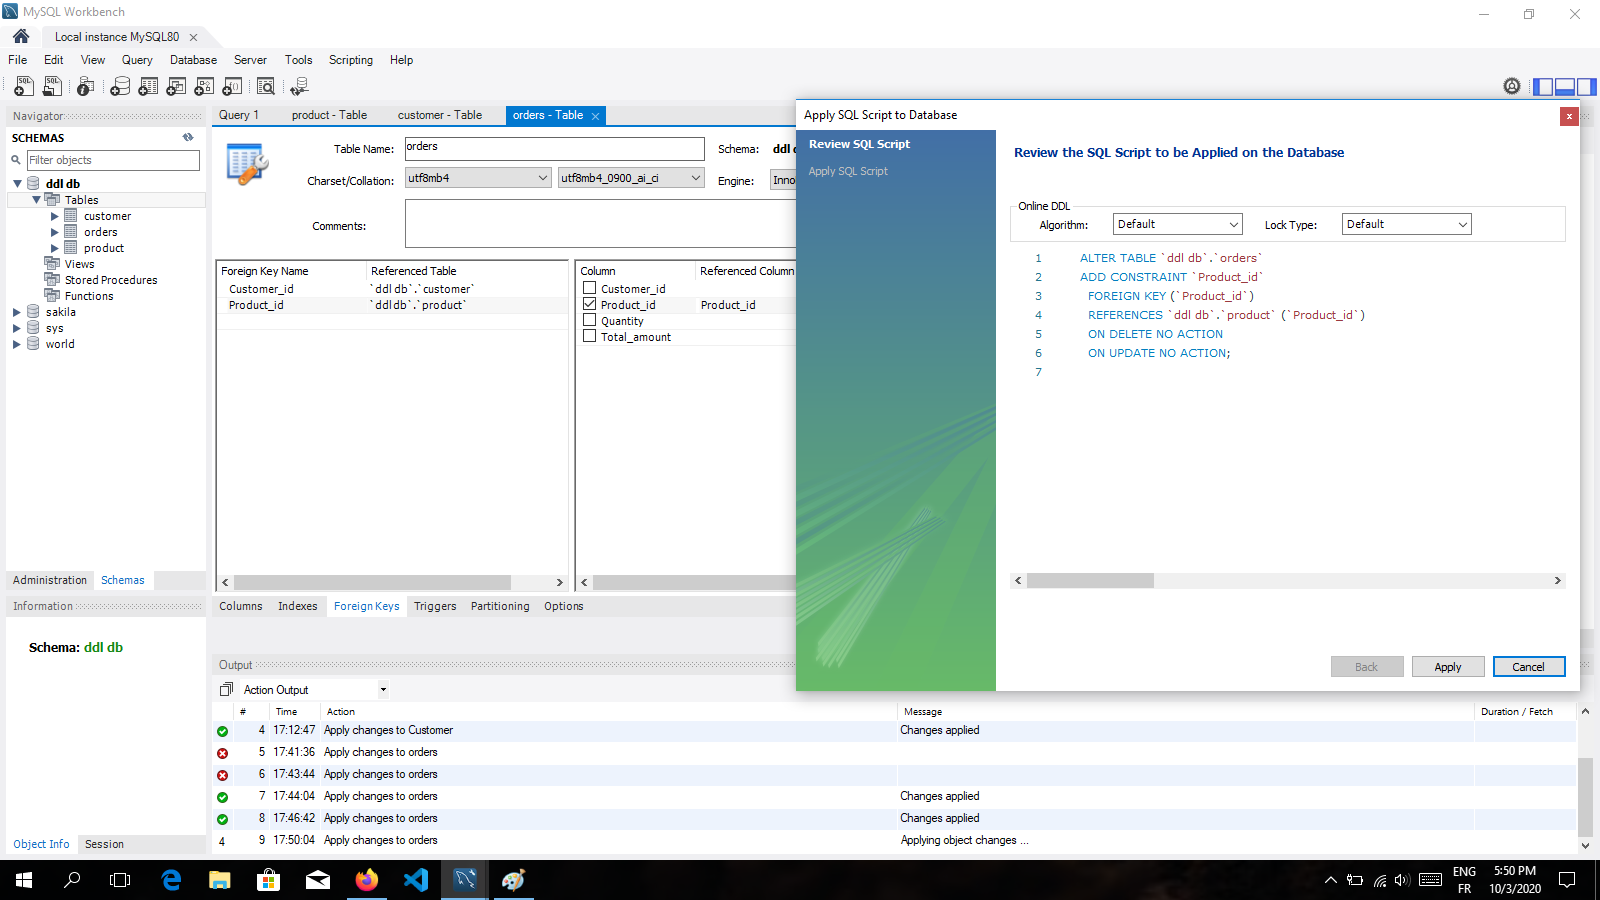 MySQL Workbench
Local instance MySQL80
File Edit View Query Database Server Tools Scripting Help
Navigator
SCHEMAS
Filter objects
ddl db
Tables
customer
orders
product
Views
Stored Procedures
Functions
sakila
sys
world
Administration Schemas
Information
Schema: ddl db
Object Info Session
Query 1 product - Table customer - Table orders - Table
Table Name: orders Schema: ddl d
Charset/Collation: utf8mb4 utf8mb4_0900_ai_ci Engine: Inno
Comments:
Foreign Key Name Referenced Table
Customer_id `ddl db`.`customer`
Product_id `ddl db`.`product`
Column Referenced Column
Customer_id
Product_id Product_id
Quantity
Total_amount
Columns Indexes Foreign Keys Triggers Partitioning Options
Apply SQL Script to Database
Review SQL Script
Apply SQL Script
Review the SQL Script to be Applied on the Database
Online DDL
Algorithm: Default Lock Type: Default
1 ALTER TABLE `ddl db`.`orders`
2 ADD CONSTRAINT `Product_id`
3 FOREIGN KEY (`Product_id`)
4 REFERENCES `ddl db`.`product` (`Product_id`)
5 ON DELETE NO ACTION
6 ON UPDATE NO ACTION;
7
Back Apply Cancel
Output
Action Output
# Time Action Message Duration / Fetch
4 17:12:47 Apply changes to Customer Changes applied
5 17:41:36 Apply changes to orders
6 17:43:44 Apply changes to orders
7 17:44:04 Apply changes to orders Changes applied
8 17:46:42 Apply changes to orders Changes applied
4 9 17:50:04 Apply changes to orders Applying object changes ...
ENG
FR
5:50 PM
10/3/2020